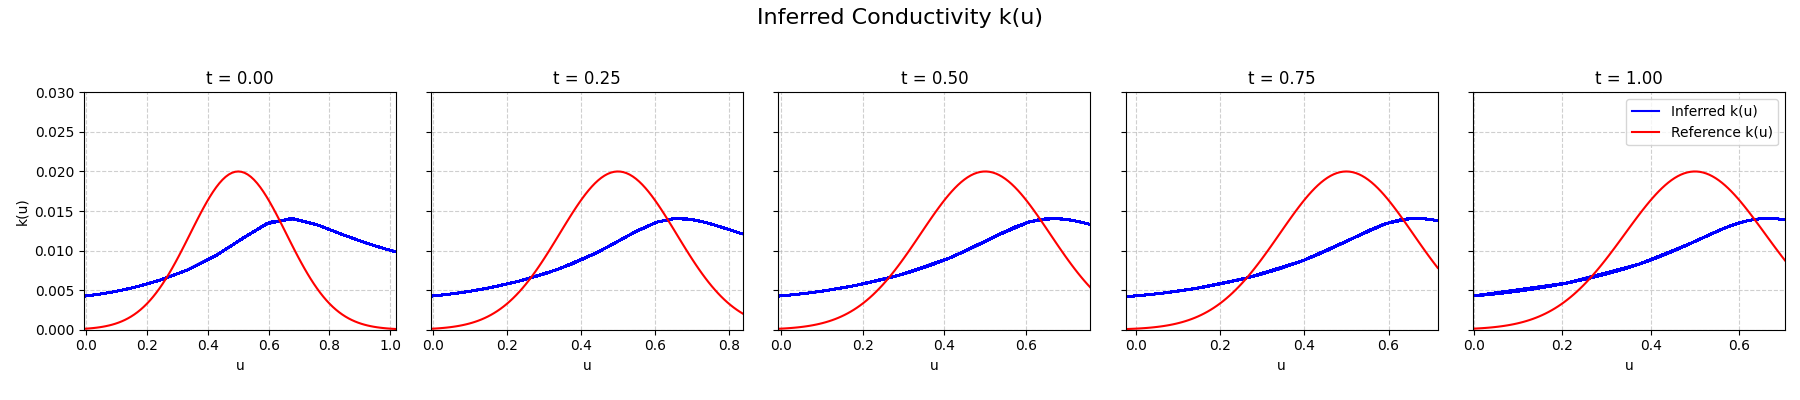 Inferred Conductivity k(u)
t = 0.00
t = 0.25
t = 0.50
t = 0.75
t = 1.00
0.030
0.025
0.020
0.015
0.010
0.005
0.000
k(u)
Inferred k(u)
Reference k(u)
0.0 0.2 0.4 0.6 0.8 1.0
0.0 0.2 0.4 0.6 0.8
0.0 0.2 0.4 0.6
0.0 0.2 0.4 0.6
0.0 0.2 0.4 0.6
u
u
u
u
u